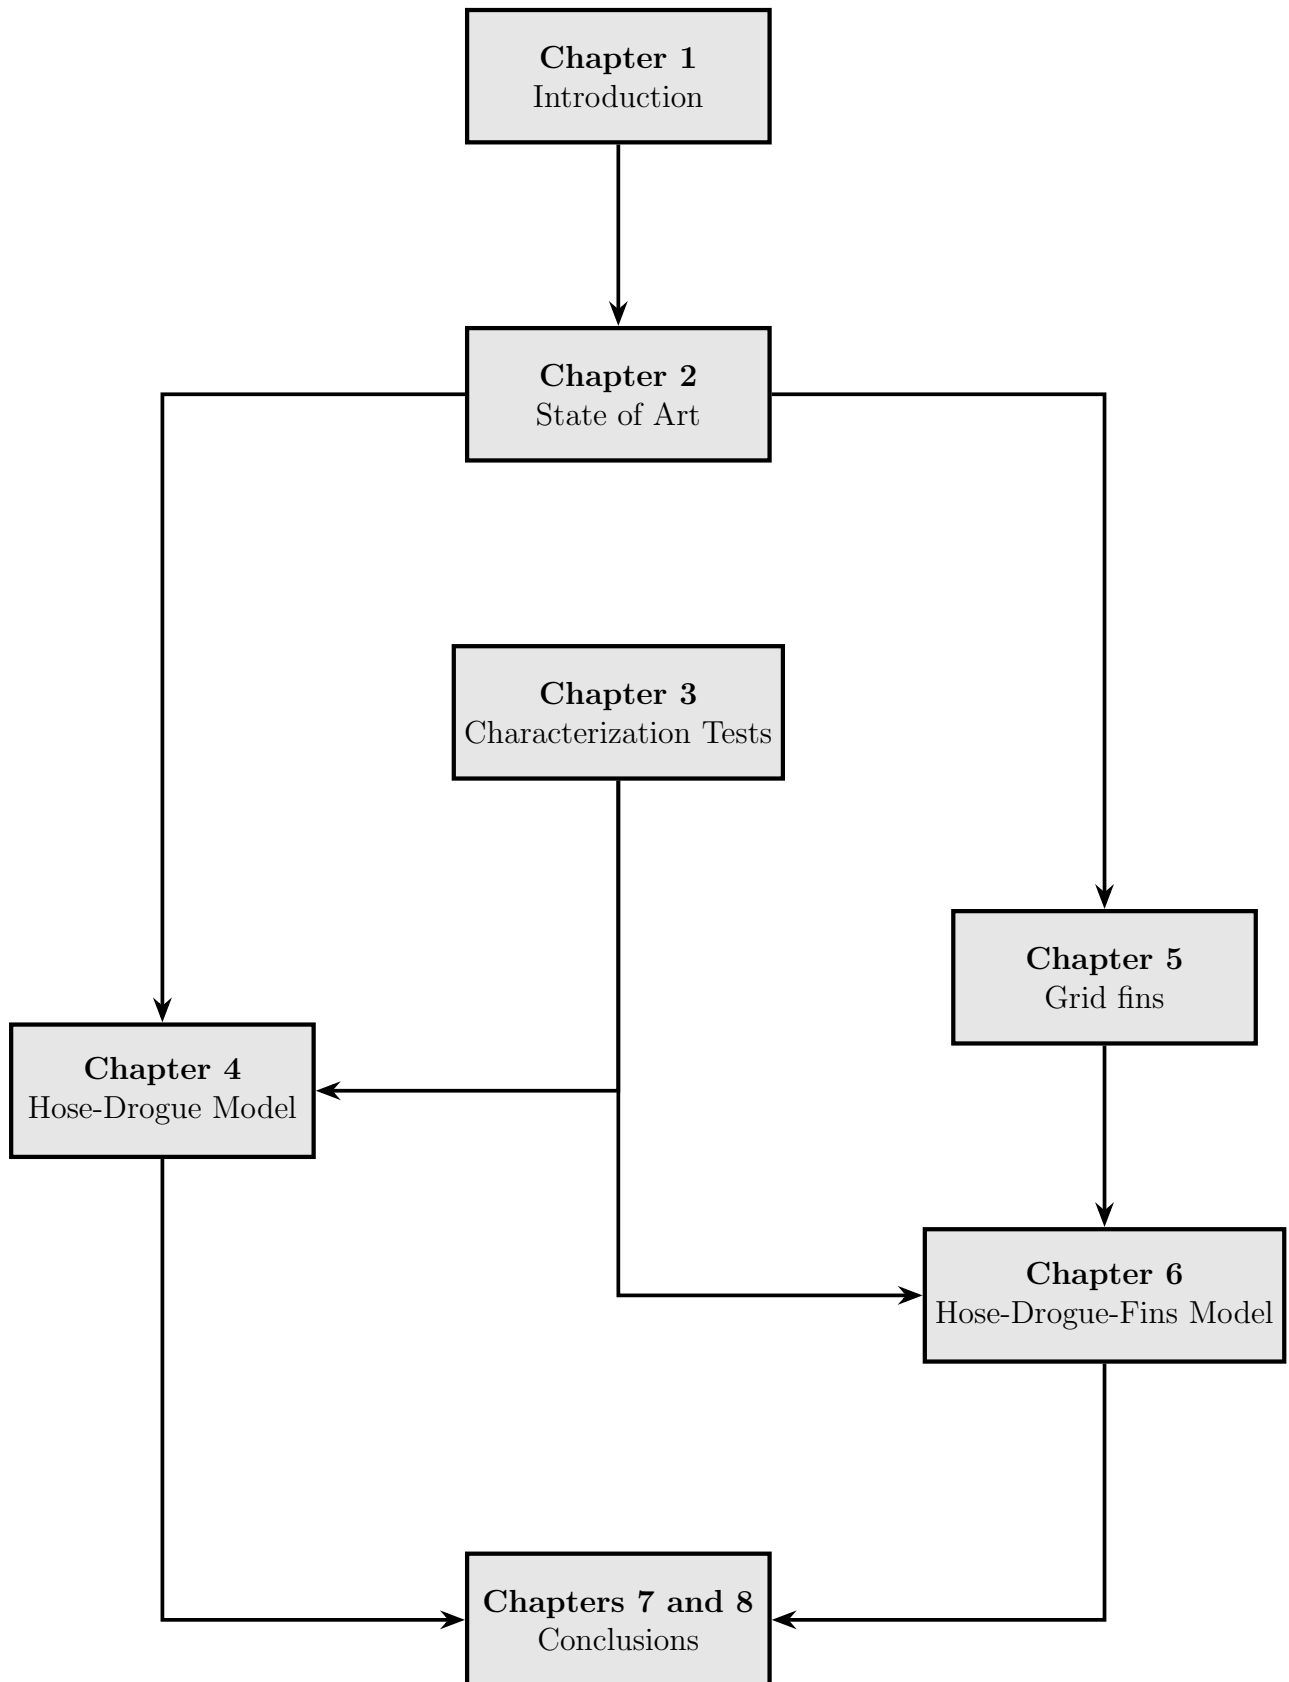 Chapter 1
Introduction
Chapter 2
State of Art
Chapter 3
Characterization Tests
Chapter 5
Grid fins
Chapter 4
Hose-Drogue Model
Chapter 6
Hose-Drogue-Fins Model
Chapters 7 and 8
Conclusions